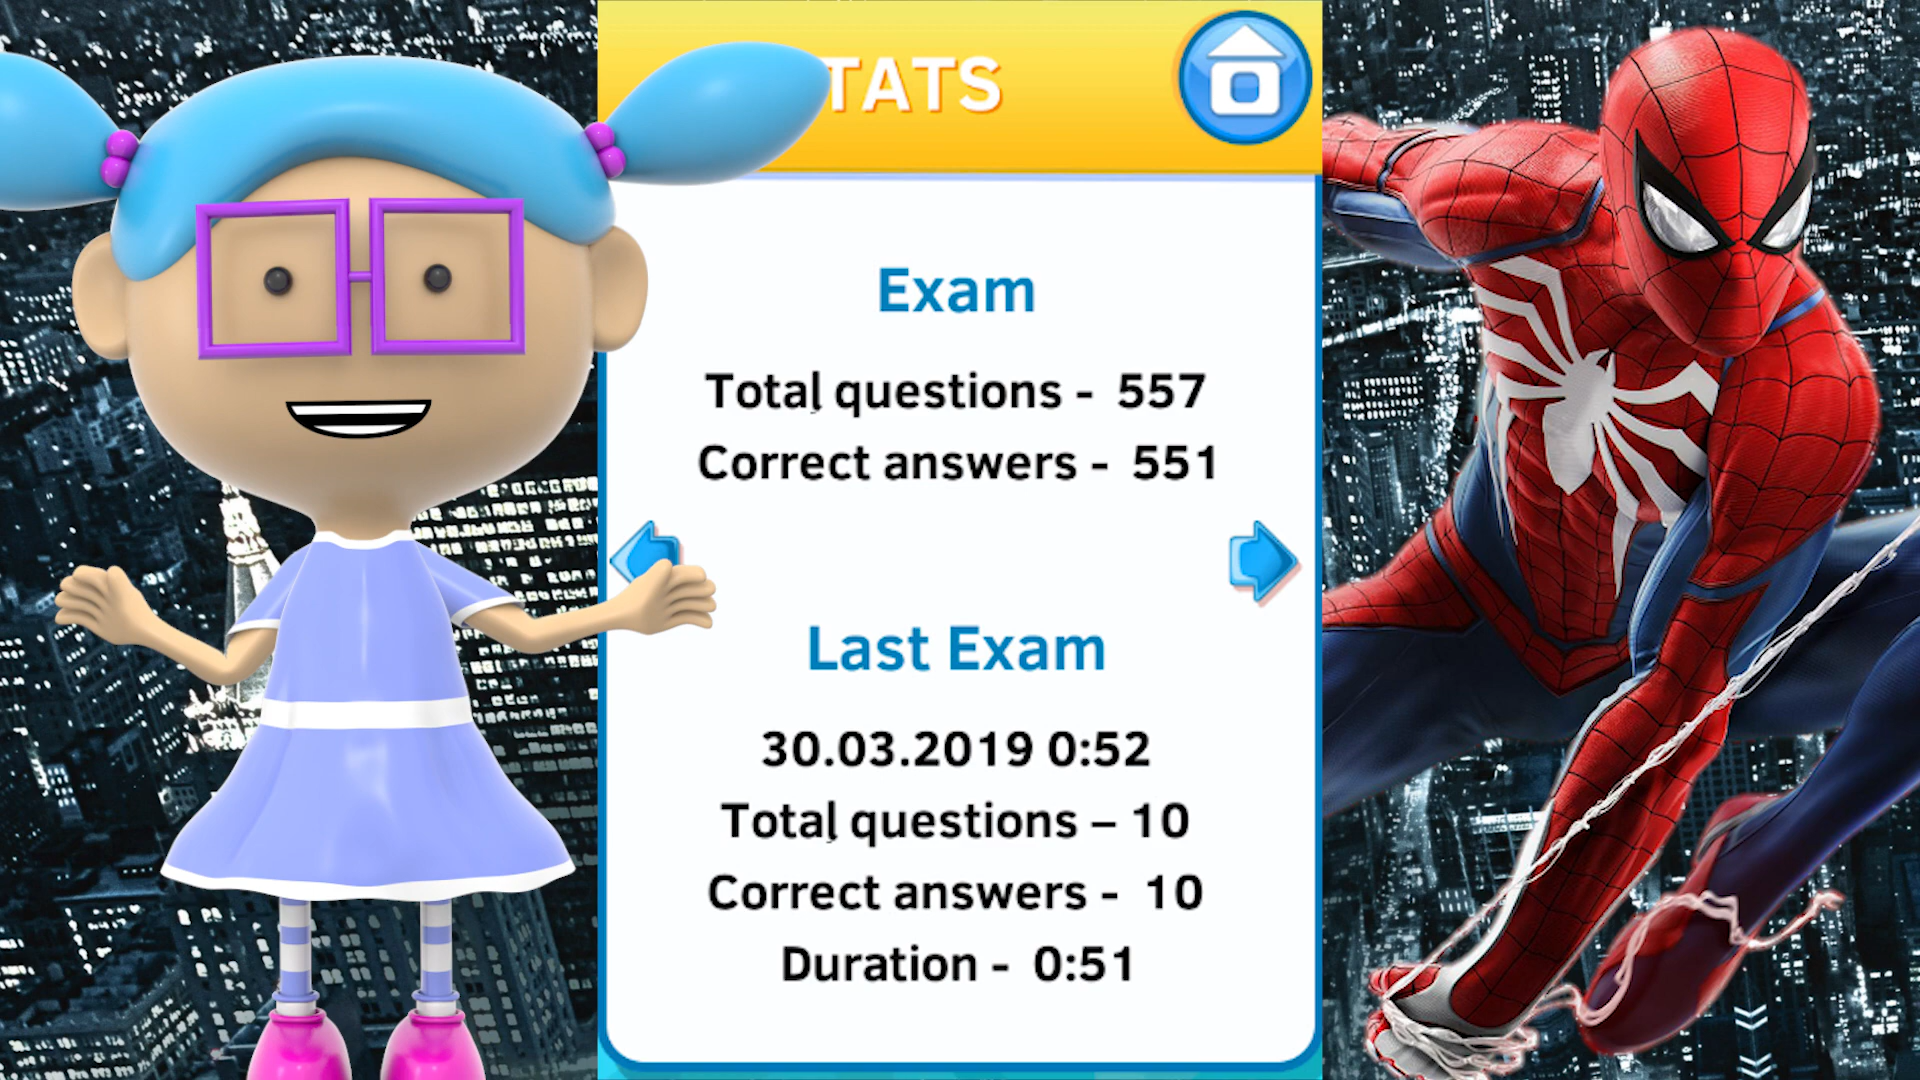 TATS
Exam
Total questions - 557
Correct answers - 551
Last Exam
30.03.2019 0:52
Total questions – 10
Correct answers - 10
Duration - 0:51